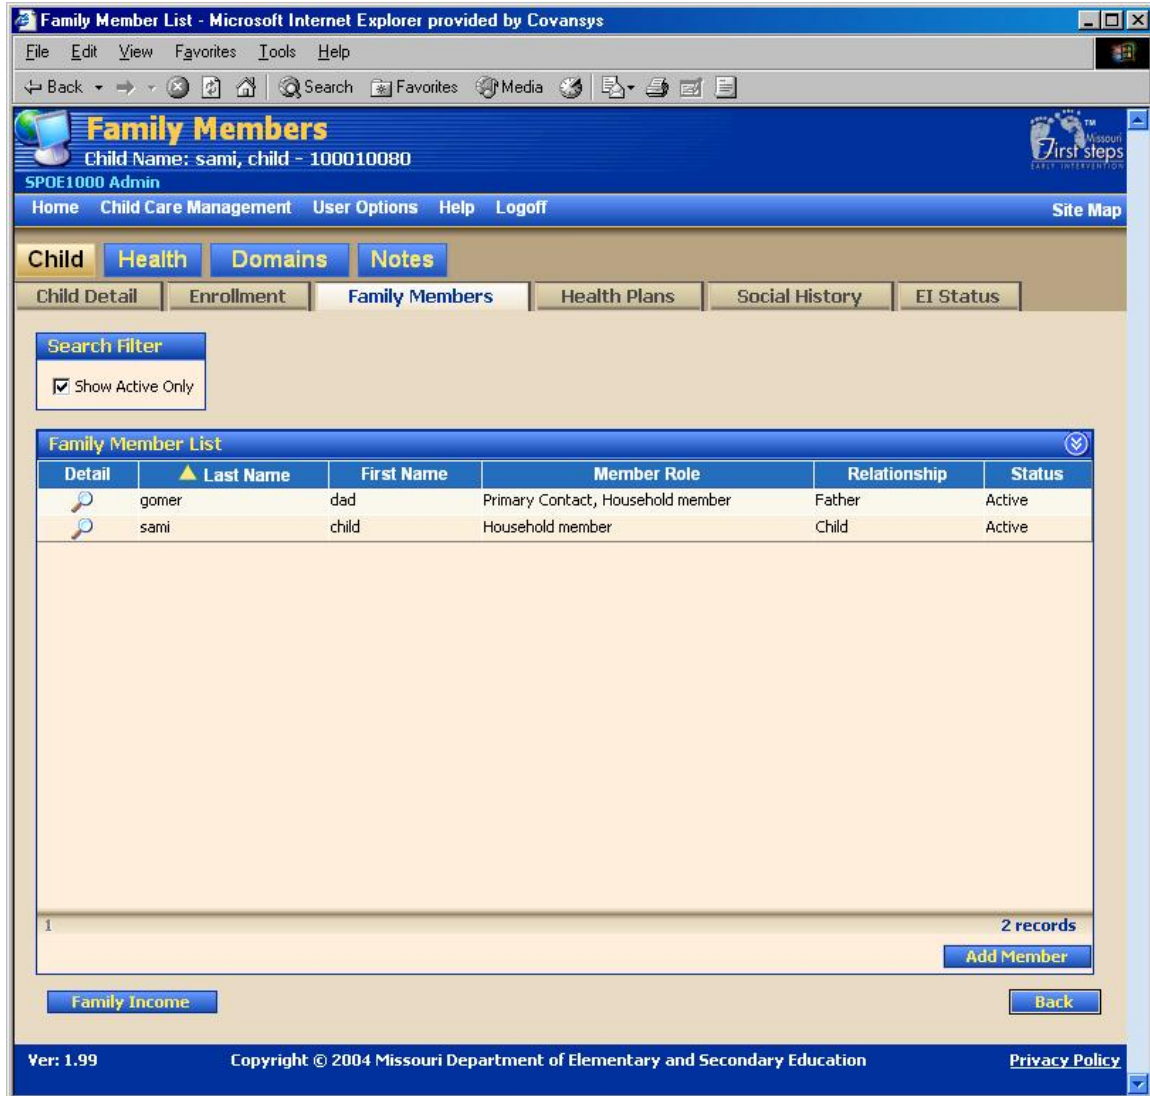 Family Member List - Microsoft Internet Explorer provided by Covansys
File Edit View Favorites Tools Help
Back Search Favorites Media
Family Members
Child Name: sami, child - 100010080
SPOE1000 Admin
TM
Missouri
First steps
EARLY INTERVENTION
Home Child Care Management User Options Help Logoff Site Map
Child Health Domains Notes
Child Detail Enrollment Family Members Health Plans Social History EI Status
Search Filter
Show Active Only
Family Member List
Detail Last Name First Name Member Role Relationship Status
gomer dad Primary Contact, Household member Father Active
sami child Household member Child Active
1 2 records
Add Member
Family Income Back
Ver: 1.99 Copyright © 2004 Missouri Department of Elementary and Secondary Education Privacy Policy